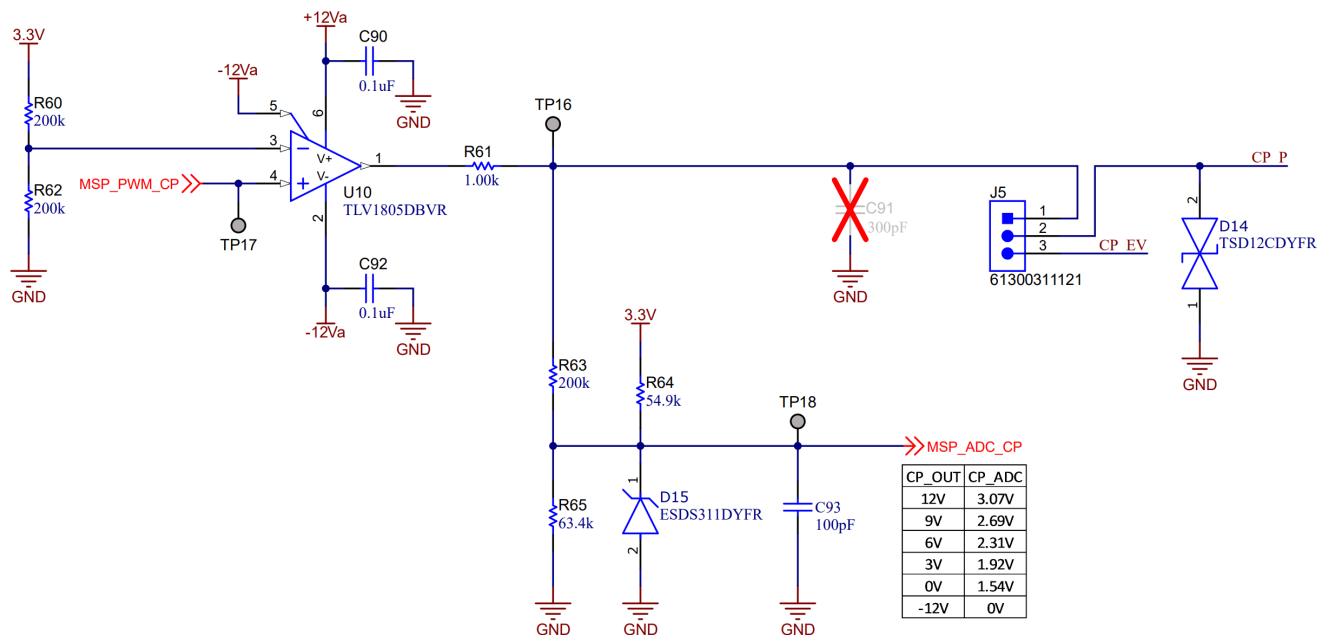 +12Va
3.3V
C90
0.1uF
GND
-12Va
R60
200k
5
6
3
V+
1
V-
4
2
MSP_PWM_CP
TP17
U10
TLV1805DBVR
R62
200k
GND
C92
0.1uF
GND
-12Va
R61
1.00k
TP16
C91
300pF
GND
J5
1
2
3
61300311121
CP_P
CP_EV
2
D14
TSD12CDYFR
1
GND
3.3V
R63
200k
R64
54.9k
TP18
MSP_ADC_CP
R65
63.4k
1
D15
ESDS311DYFR
2
C93
100pF
GND
GND
GND
CP_OUT CP_ADC
12V 3.07V
9V 2.69V
6V 2.31V
3V 1.92V
0V 1.54V
-12V 0V